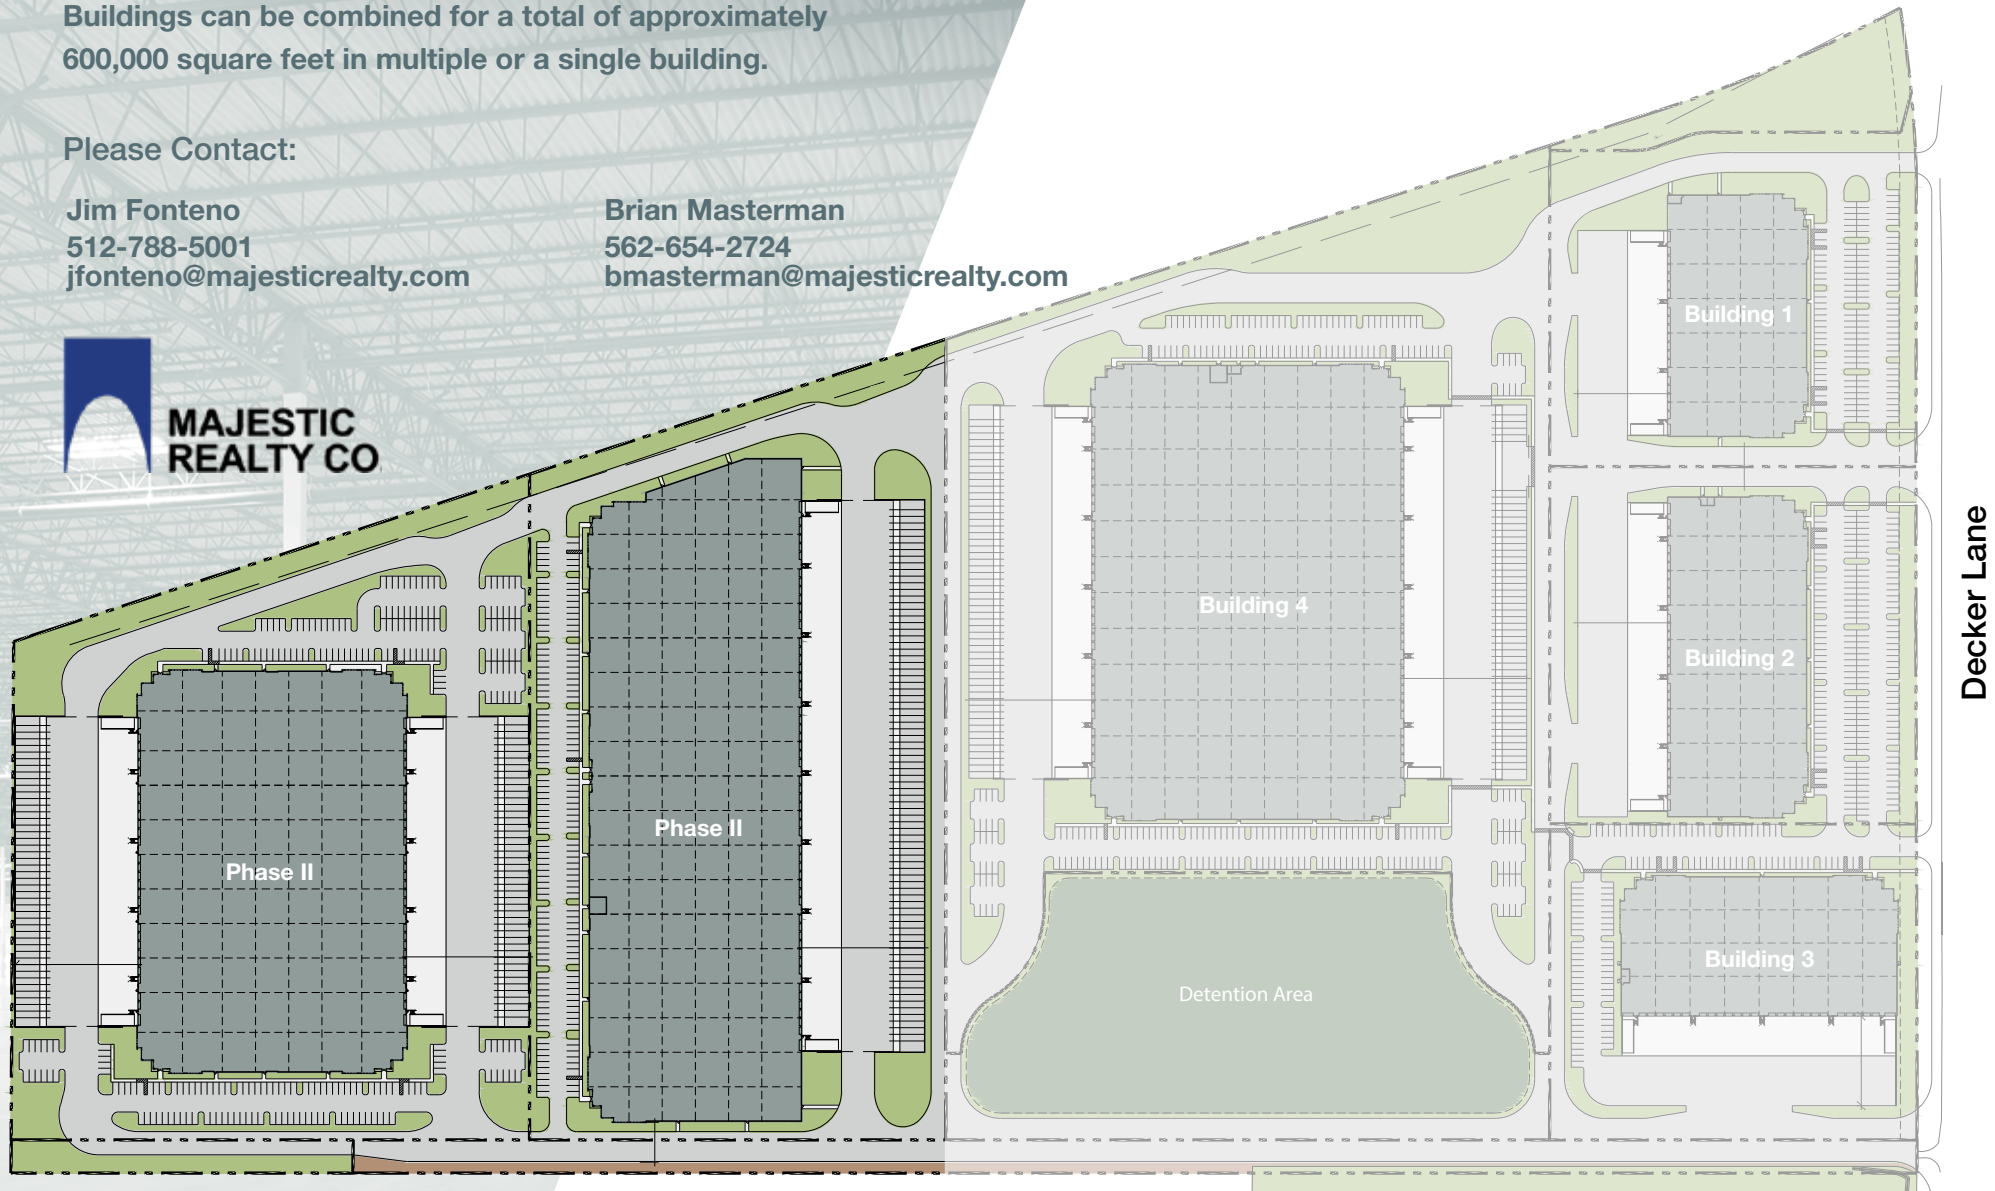 Buildings can be combined for a total of approximately
600,000 square feet in multiple or a single building.
Please Contact:
Jim Fonteno
512-788-5001
jfonteno@majesticrealty.com
Brian Masterman
562-654-2724
bmasterman@majesticrealty.com
MAJESTIC
REALTY CO
Building 1
Building 4
Building 2
Decker Lane
Phase II
Phase II
Building 3
Detention Area